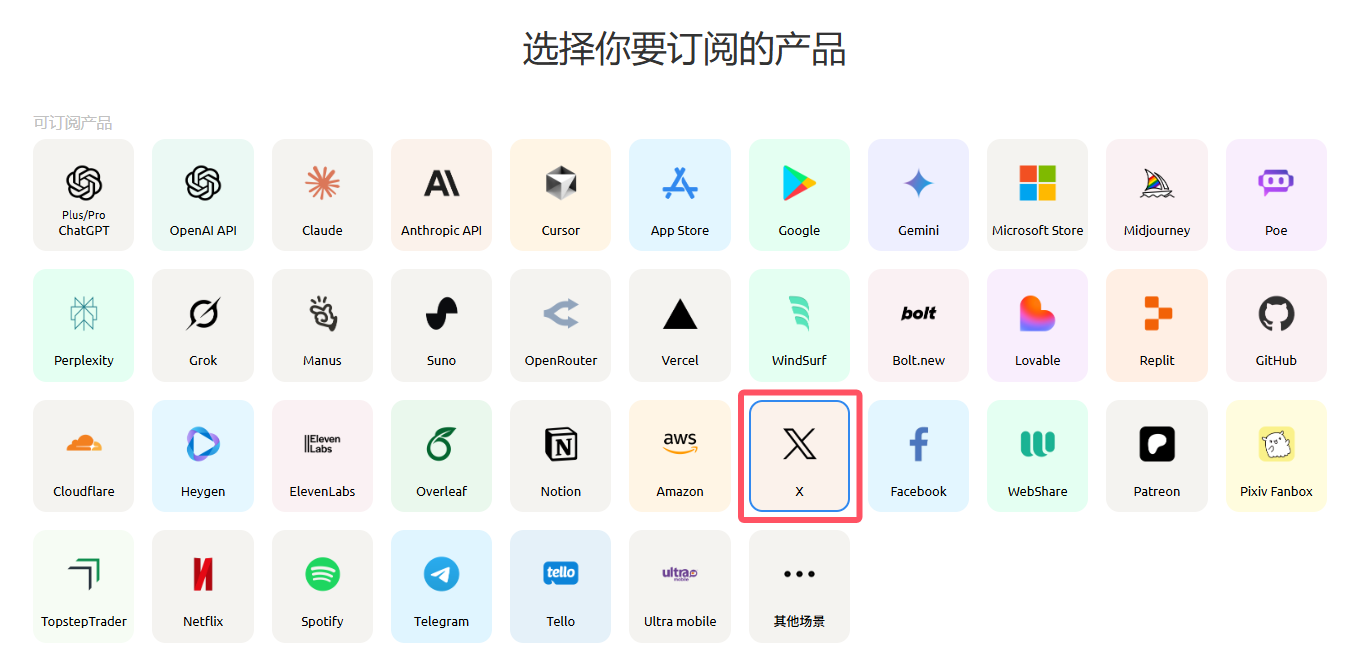 选择你要订阅的产品
可订阅产品
Plus/Pro
ChatGPT
OpenAI API
Claude
Anthropic API
Cursor
App Store
Google
Gemini
Microsoft Store
Midjourney
Poe
Perplexity
Grok
Manus
Suno
OpenRouter
Vercel
WindSurf
bolt
Bolt.new
Lovable
Replit
GitHub
Cloudflare
Heygen
Eleven
Labs
ElevenLabs
Overleaf
Notion
aws
Amazon
X
Facebook
WebShare
Patreon
Pixiv Fanbox
TopstepTrader
Netflix
Spotify
Telegram
tello
Tello
ultra
mobile
Ultra mobile
其他场景